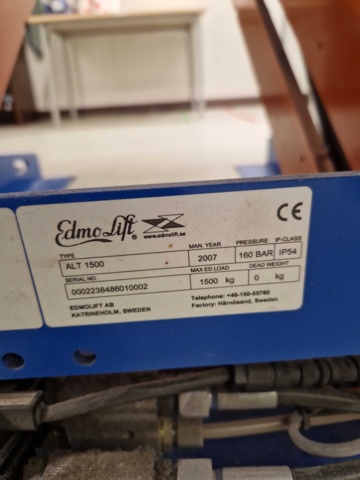 Edmo Lift
www.edmolift.se
CE
TYPE MAN. YEAR PRESSURE IP-CLASS
ALT 1500 2007 160 BAR IP54
SERIAL NO MAX ED LOAD DEAD WEIGHT
0002238486010002 1500 kg 0 kg
EDMOLIFT AB Telephone: +46-150-53780
KATRINEHOLM, SWEDEN Factory: Härnösand, Sweden